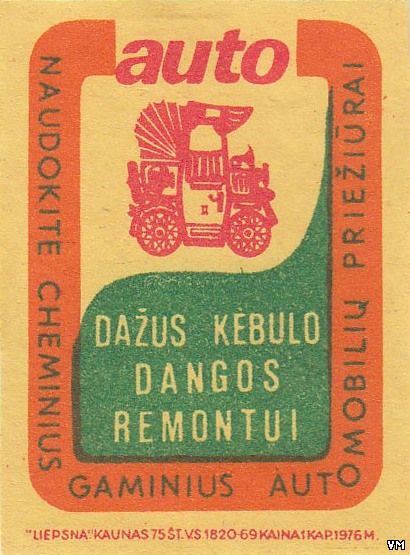 auto
NAUDOKITE CHEMINIUS GAMINIUS AUTOMOBILIŲ PRIEŽIŪRAI
DAŽUS KĖBULO
DANGOS
REMONTUI
"LIEPSNA" KAUNAS 75 ŠT. VS. 1820-69 KAINA 1 KAP. 1976 M.
VM